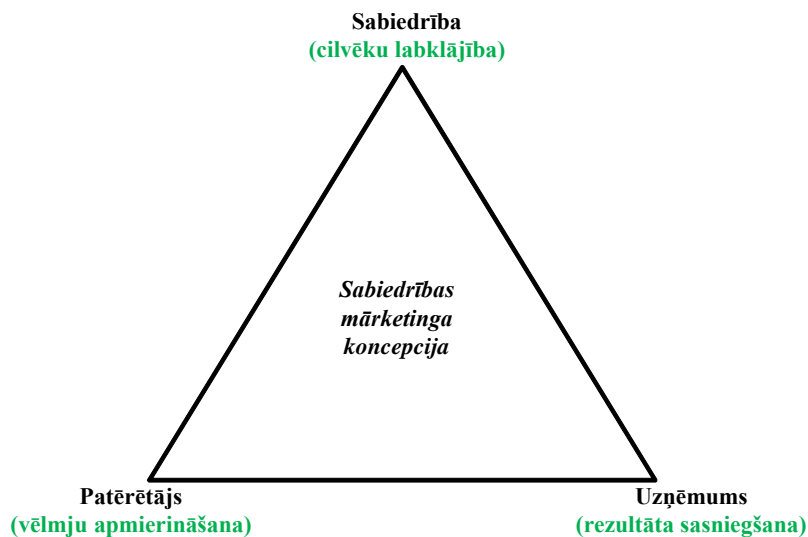 Sabiedrība
(cilvēku labklājība)
Sabiedrības
mārketinga
koncepcija
Patērētājs
(vēlmju apmierināšana)
Uzņēmums
(rezultāta sasniegšana)